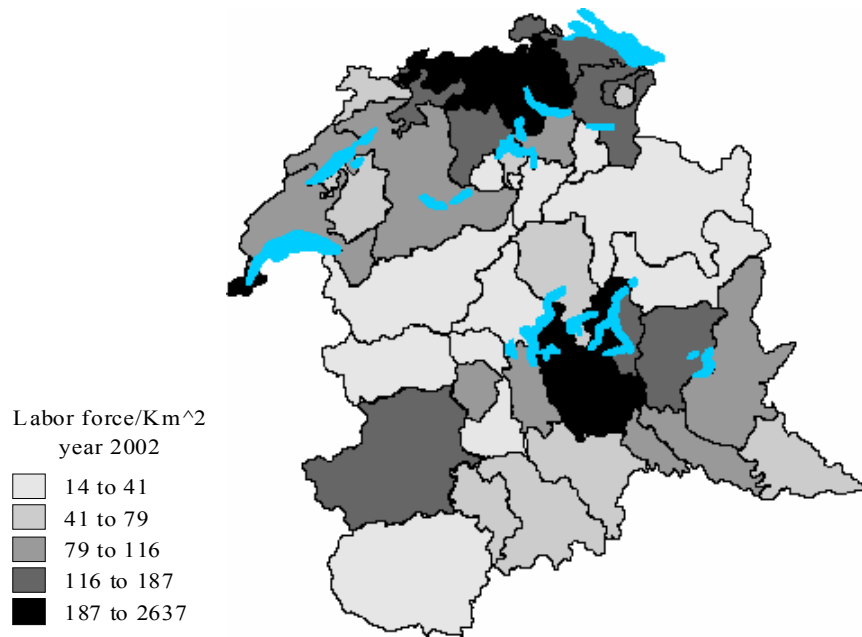 Labor force/Km^2
year 2002
14 to 41
41 to 79
79 to 116
116 to 187
187 to 2637